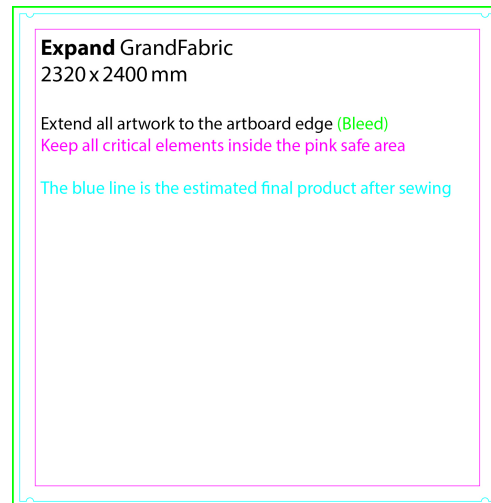 Expand GrandFabric
2320 x 2400 mm
Extend all artwork to the artboard edge (Bleed)
Keep all critical elements inside the pink safe area
The blue line is the estimated final product after sewing